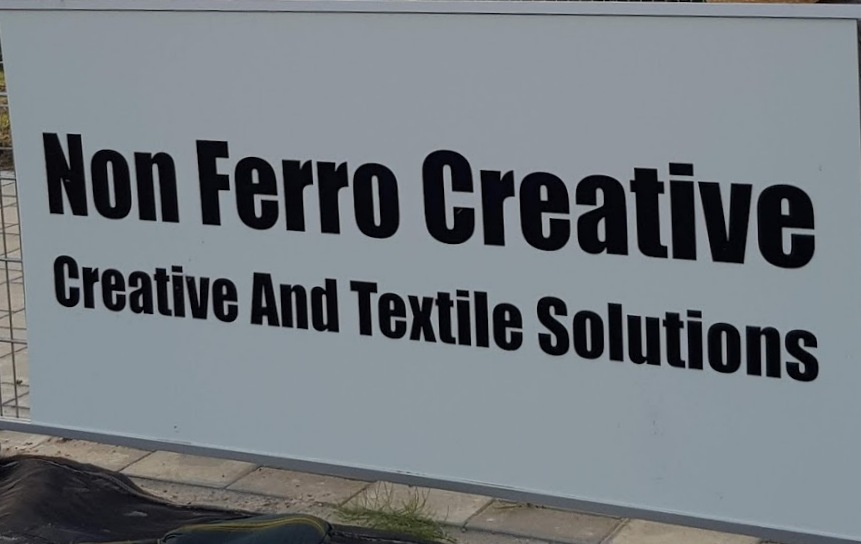 Non Ferro Creative
Creative And Textile Solutions